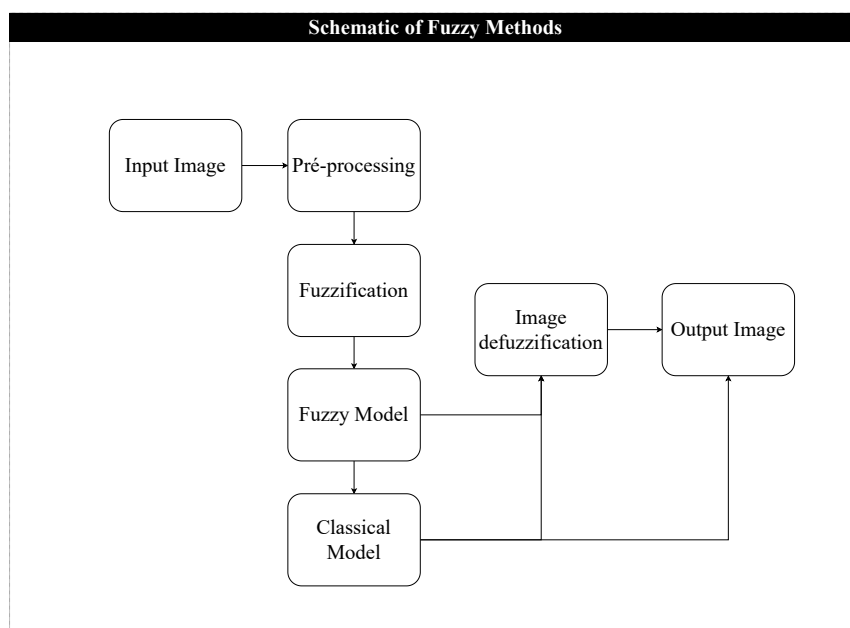 Schematic of Fuzzy Methods
Input Image
Pré-processing
Fuzzification
Image
defuzzification
Output Image
Fuzzy Model
Classical
Model